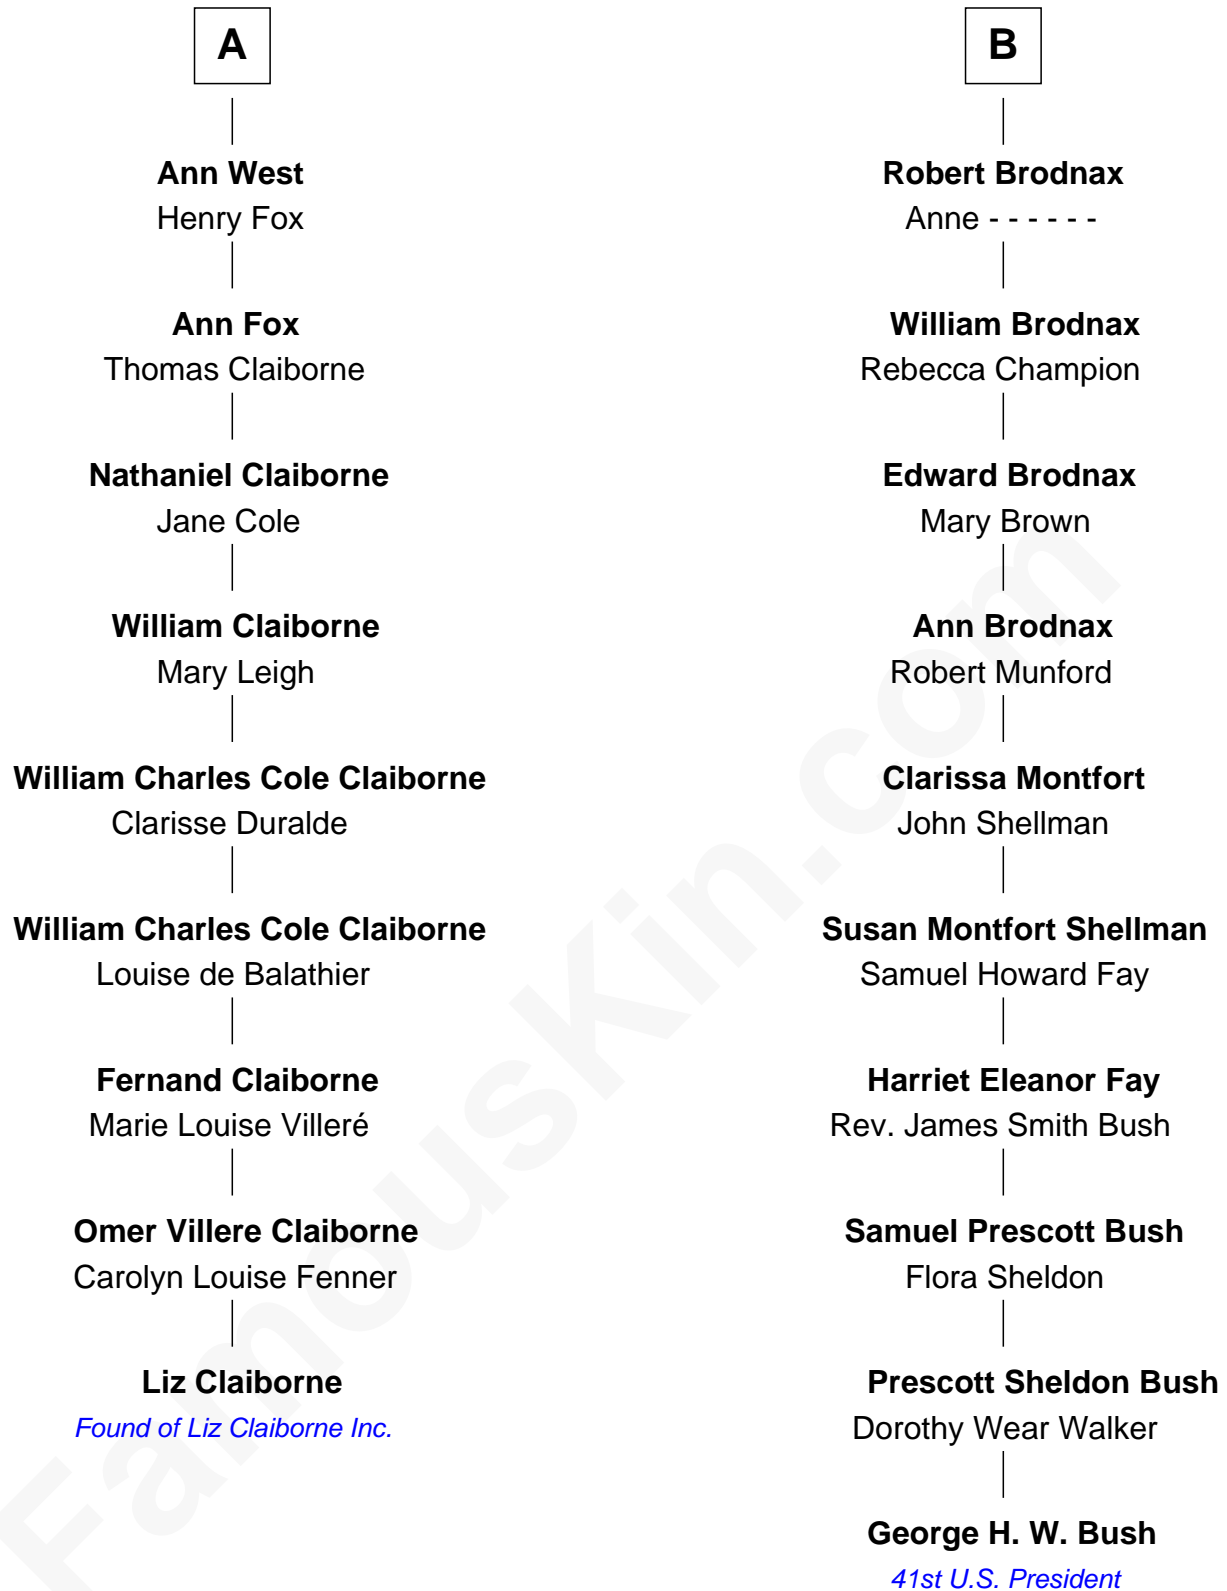 A
Ann West
Henry Fox
Ann Fox
Thomas Claiborne
Nathaniel Claiborne
Jane Cole
William Claiborne
Mary Leigh
William Charles Cole Claiborne
Clarisse Duralde
William Charles Cole Claiborne
Louise de Balathier
Fernand Claiborne
Marie Louise Villeré
Omer Villere Claiborne
Carolyn Louise Fenner
Liz Claiborne
Found of Liz Claiborne Inc.
B
Robert Brodnax
Anne - - - - - -
William Brodnax
Rebecca Champion
Edward Brodnax
Mary Brown
Ann Brodnax
Robert Munford
Clarissa Montfort
John Shellman
Susan Montfort Shellman
Samuel Howard Fay
Harriet Eleanor Fay
Rev. James Smith Bush
Samuel Prescott Bush
Flora Sheldon
Prescott Sheldon Bush
Dorothy Wear Walker
George H. W. Bush
41st U.S. President
FamousKin.com